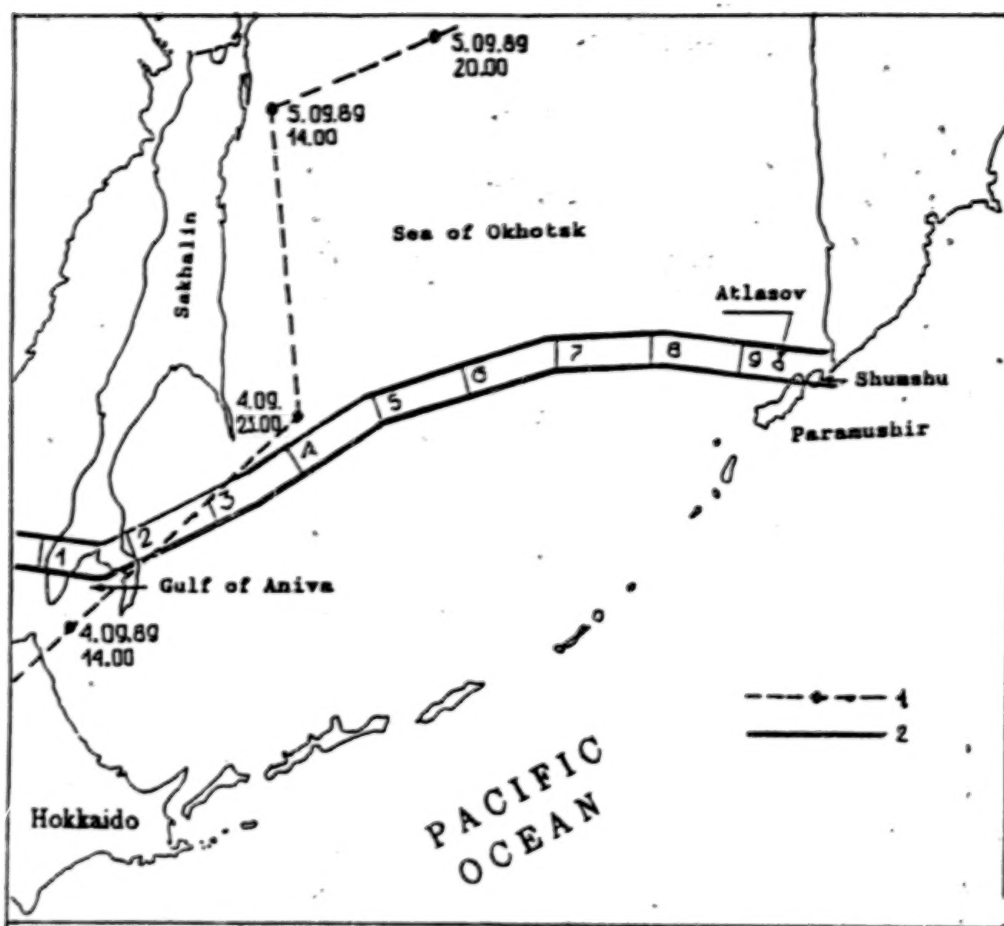 5.09.89
20.00
5.09.89
14.00
Sakhalin
Sea of Okhotsk
Atlasov
Shumshu
Paramushir
4.09.
23.00
1
2
3
4
5
6
7
8
9
Gulf of Aniva
4.09.89
14.00
1
2
Hokkaido
PACIFIC
OCEAN